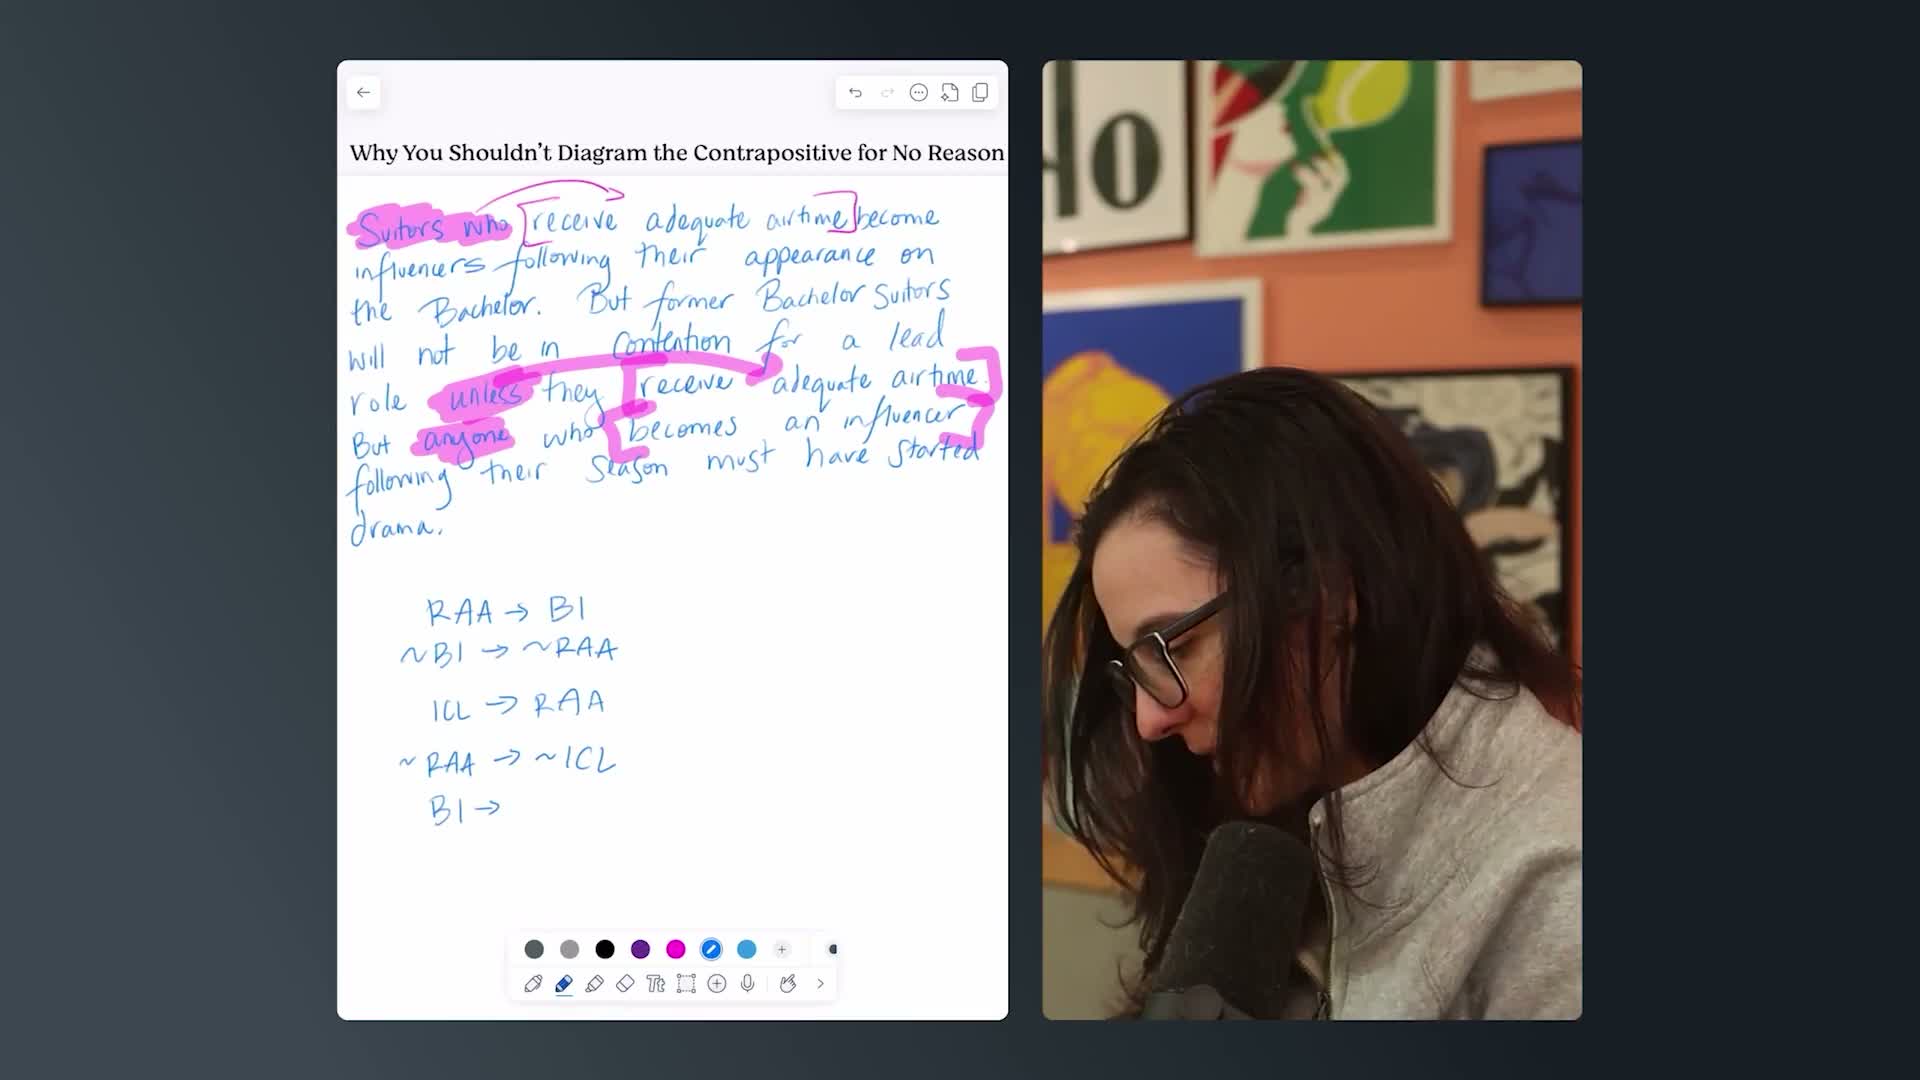 Why You Shouldn't Diagram the Contrapositive for No Reason
Suitors who receive adequate airtime become
influencers following their appearance on
the Bachelor. But former Bachelor suitors
will not be in contention for a lead
role unless they receive adequate airtime.
But anyone who becomes an influencer
following their season must have started
drama.
RAA → BI
~BI → ~RAA
ICL → RAA
~RAA → ~ICL
BI →
Tt